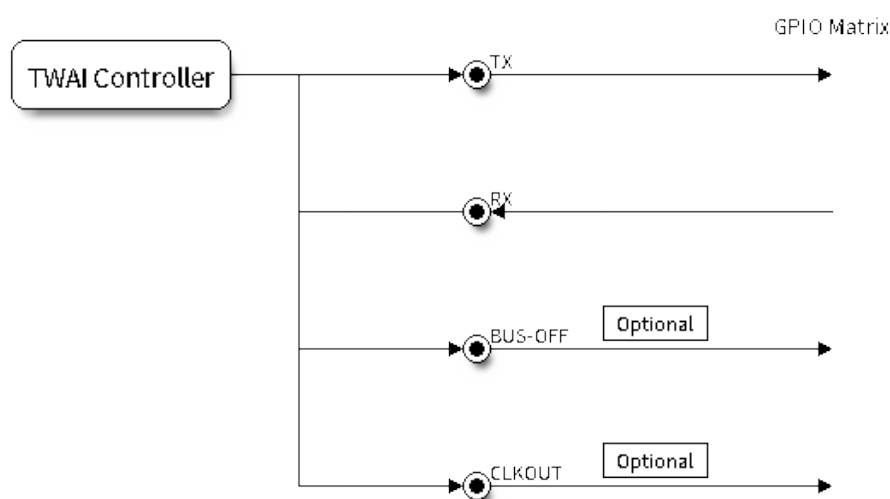 GPIO Matrix
TX
TWAI Controller
RX
Optional
BUS-OFF
Optional
CLKOUT